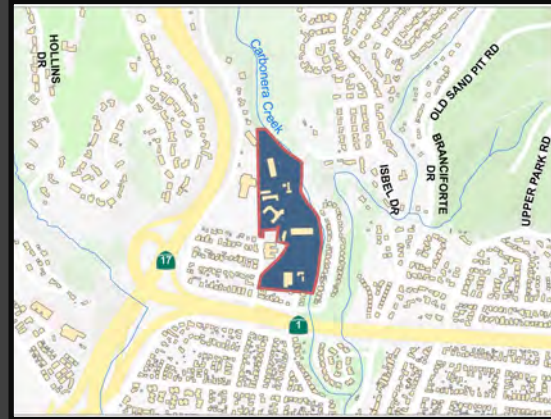 HOLLINS
DR
Carbonera Creek
OLD SAND PIT RD
BRANCIFORTE
DR
ISBEL DR
UPPER PARK RD
17
1